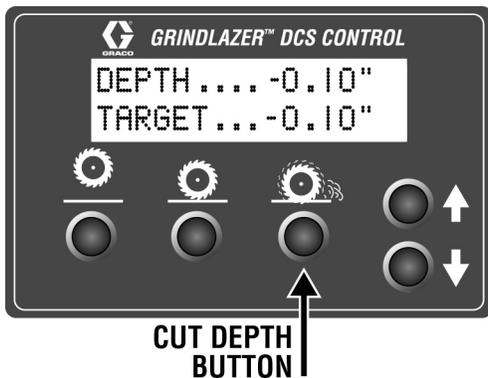 GRACO
GRINDLAZER™ DCS CONTROL
DEPTH....-0.10"
TARGET...-0.10"
CUT DEPTH
BUTTON